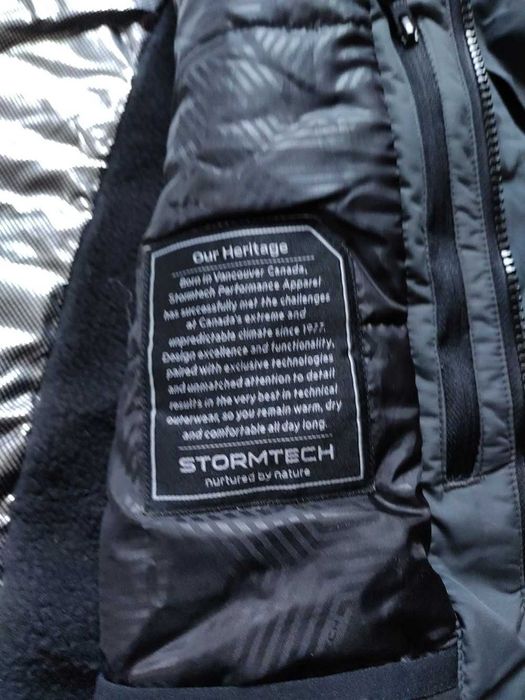 Our Heritage
Born in Vancouver Canada,
Stormtech Performance Apparel
has successfully met the challenges
of Canada's extreme and
unpredictable climate since 1977.
Design excellence and functionality,
paired with exclusive technologies
and unmatched attention to detail
results in the very best in technical
outerwear, so you remain warm, dry
and comfortable all day long.
STORMTECH
nurtured by nature